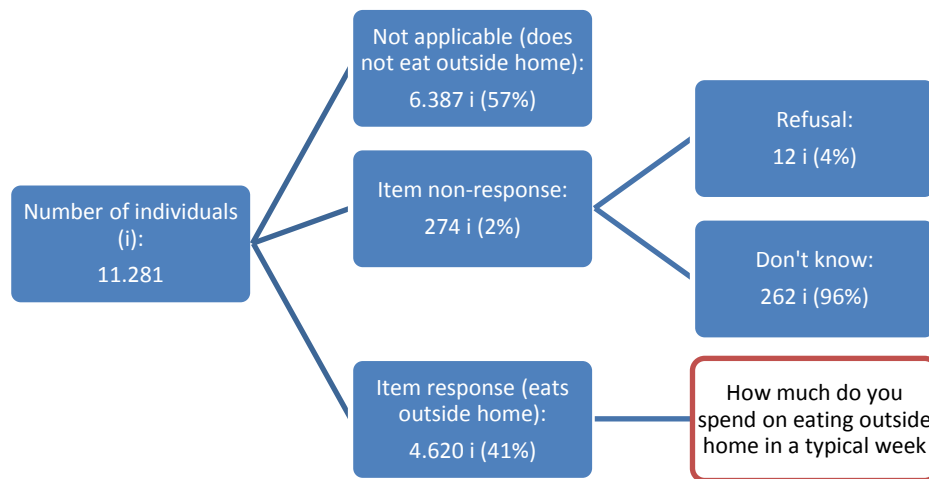 Number of individuals
(i):
11.281
Not applicable (does
not eat outside home):
6.387 i (57%)
Item non-response:
274 i (2%)
Item response (eats
outside home):
4.620 i (41%)
Refusal:
12 i (4%)
Don't know:
262 i (96%)
How much do you
spend on eating outside
home in a typical week